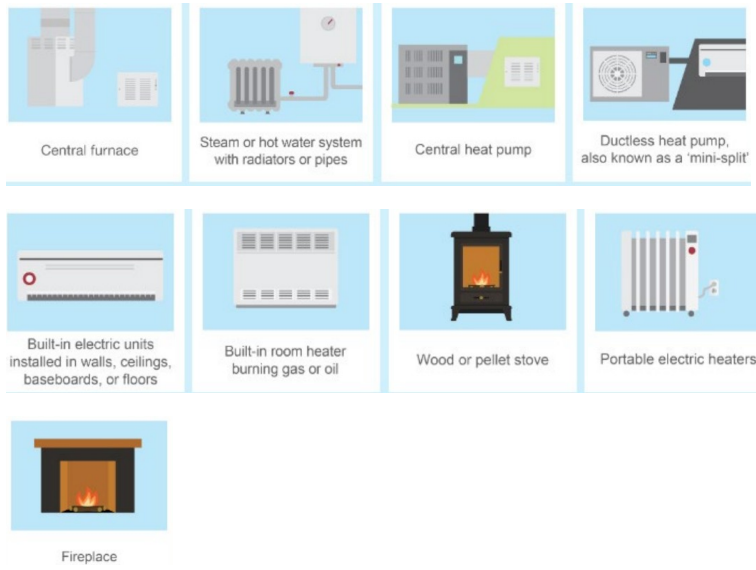 Central furnace
Steam or hot water system
with radiators or pipes
Central heat pump
Ductless heat pump,
also known as a ‘mini-split’
Built-in electric units
installed in walls, ceilings,
baseboards, or floors
Built-in room heater
burning gas or oil
Wood or pellet stove
Portable electric heaters
Fireplace